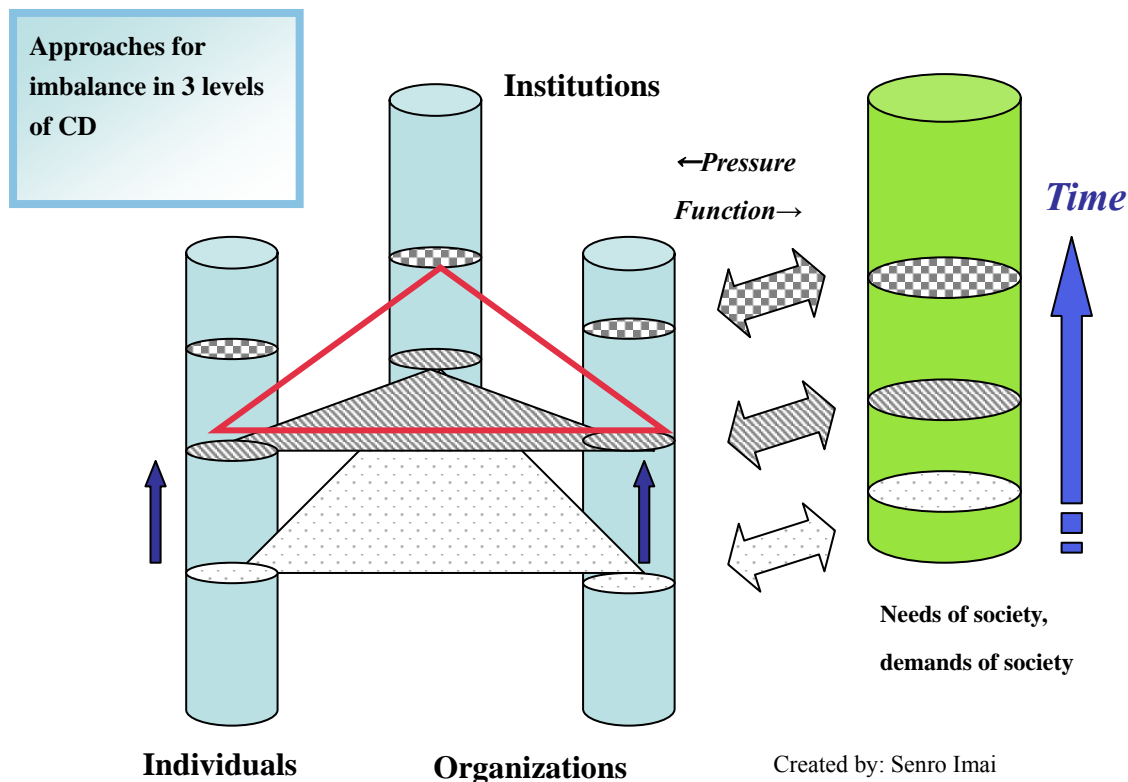 Approaches for
imbalance in 3 levels
of CD
Institutions
←Pressure
Function→
Time
Needs of society,
demands of society
Individuals
Organizations
Created by: Senro Imai